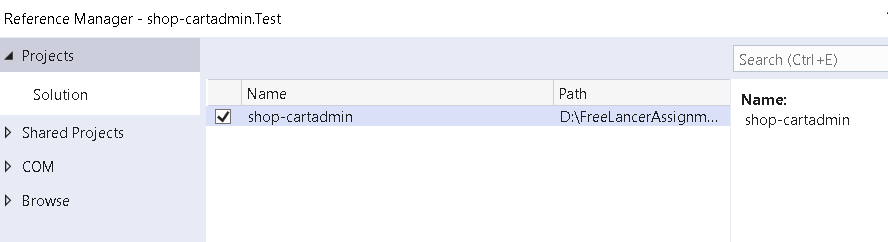 Reference Manager - shop-cartadmin.Test
Projects
Search (Ctrl+E)
Solution
Name Path
Name:
shop-cartadmin D:\FreeLancerAssignm...
shop-cartadmin
Shared Projects
COM
Browse